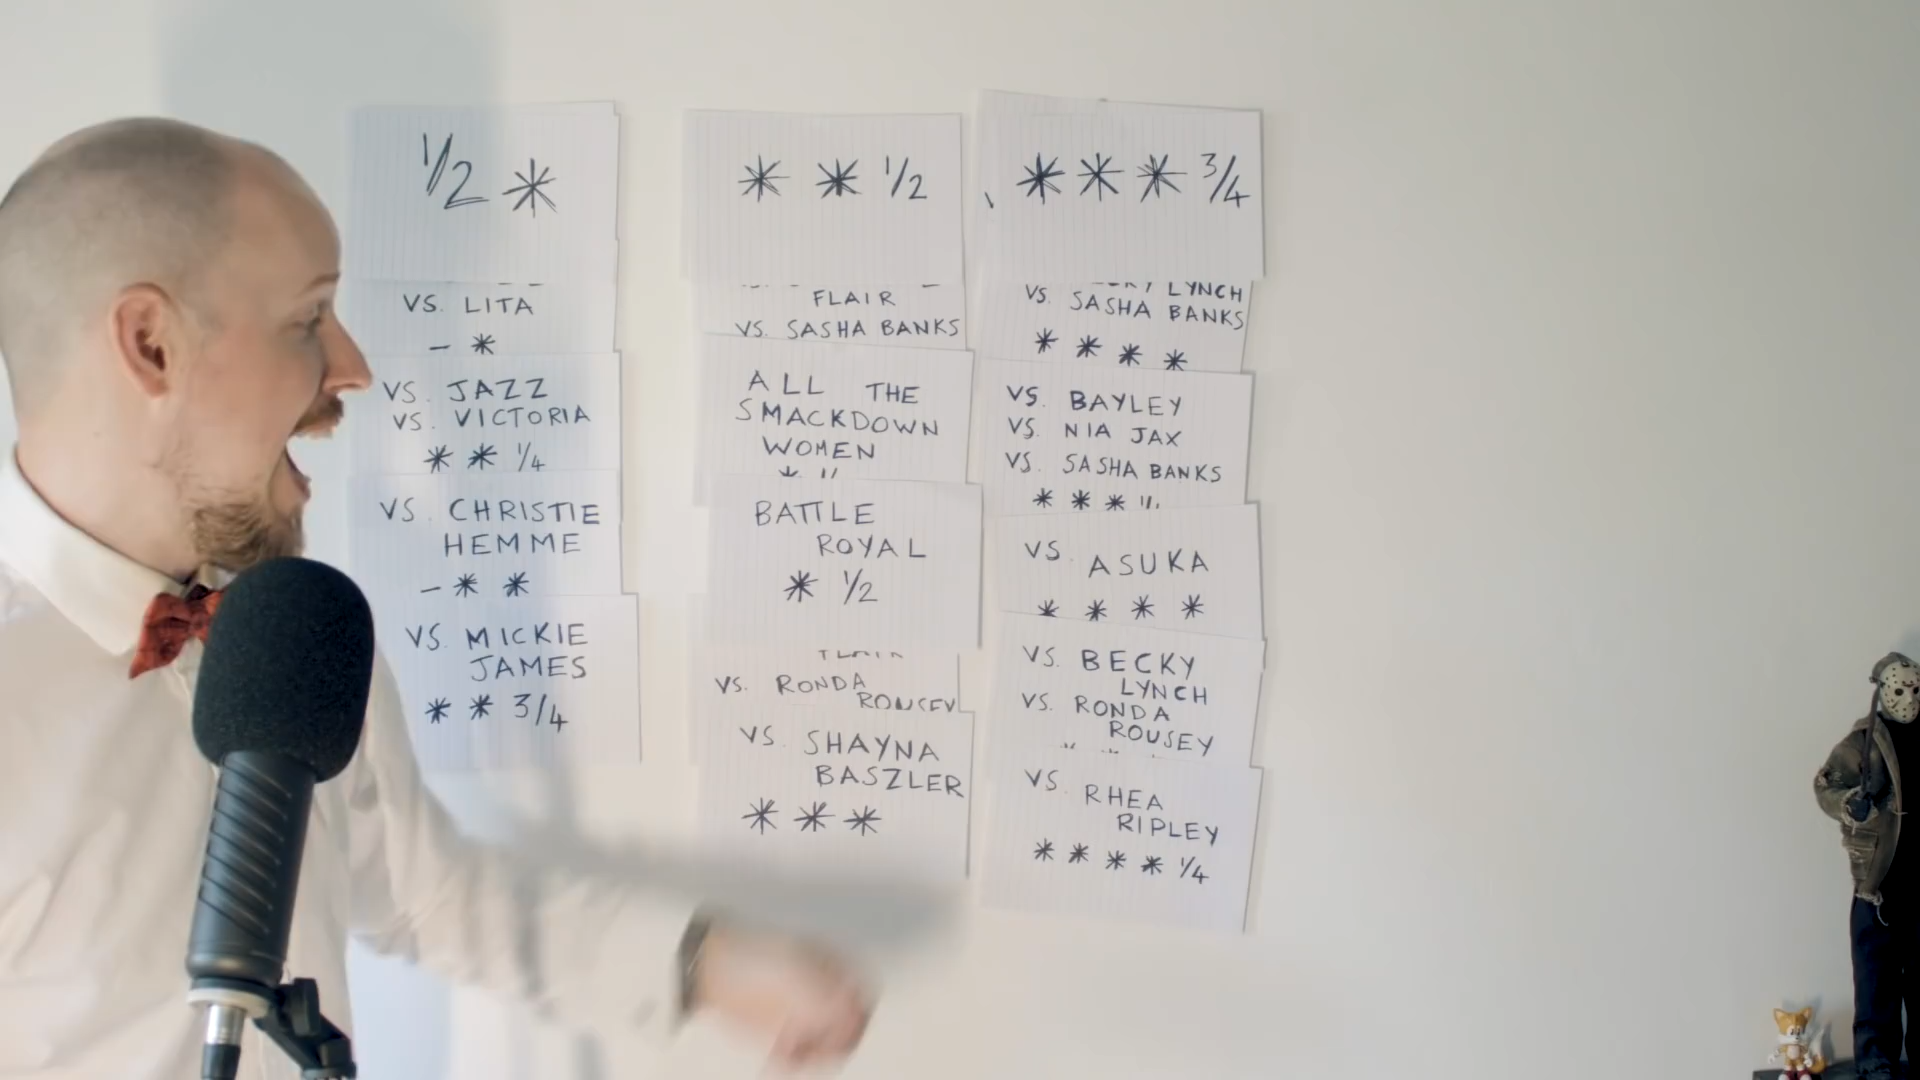 ½ *
VS. LITA
- *
VS. JAZZ
VS. VICTORIA
* * ¼
VS. CHRISTIE
HEMME
- * *
VS. MICKIE
JAMES
* * 3/4
* * ½
FLAIR
VS. SASHA BANKS
ALL THE
SMACKDOWN
WOMEN
BATTLE
ROYAL
* ½
VS. RONDA
ROUSEY
VS. SHAYNA
BASZLER
* * *
* * * ¾
LYNCH
VS. SASHA BANKS
* * * *
VS. BAYLEY
VS. NIA JAX
VS. SASHA BANKS
* * *
VS. ASUKA
* * * *
VS. BECKY
LYNCH
VS. RONDA
ROUSEY
VS. RHEA
RIPLEY
* * * * ¼